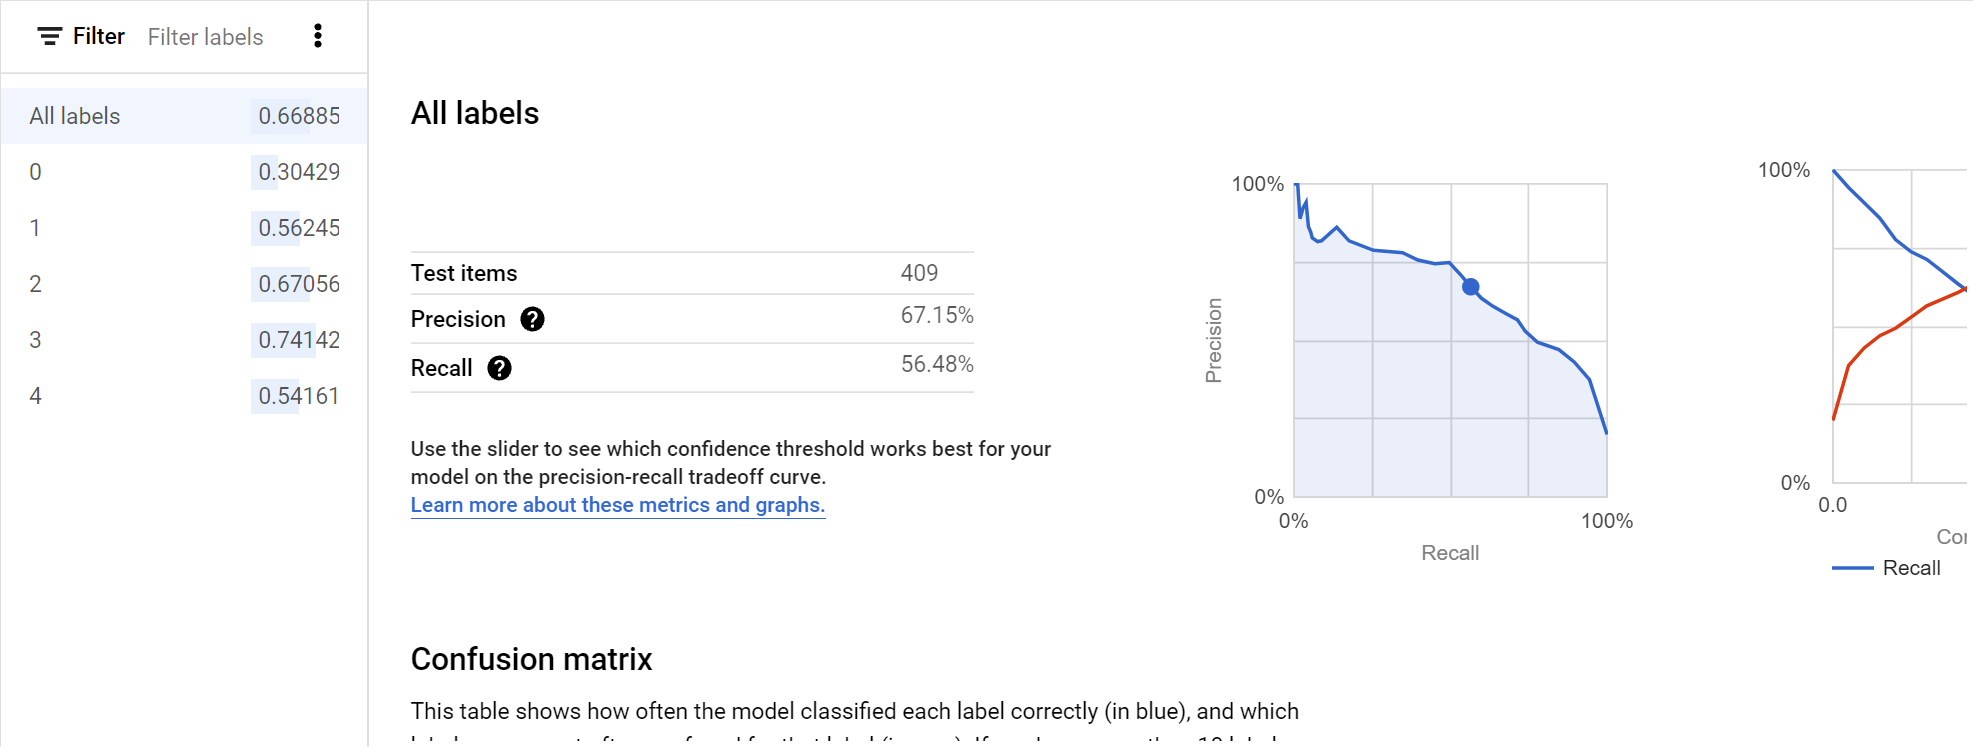 Filter Filter labels
All labels 0.66885
0 0.30429
1 0.56245
2 0.67056
3 0.74142
4 0.54161
All labels
Test items 409
Precision ? 67.15%
Recall ? 56.48%
Use the slider to see which confidence threshold works best for your
model on the precision-recall tradeoff curve.
Learn more about these metrics and graphs.
100%
Precision
0%
0% 100%
Recall
100%
0%
0.0
Recall
Confusion matrix
This table shows how often the model classified each label correctly (in blue), and which